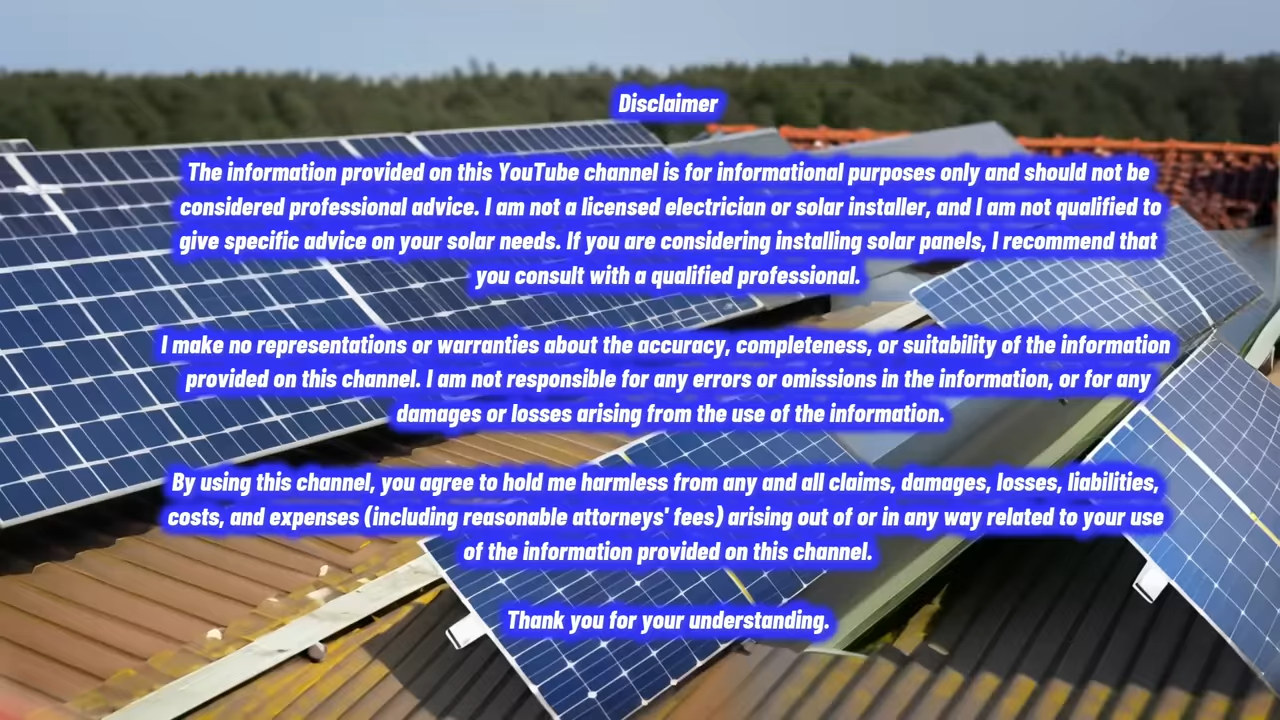 Disclaimer
The information provided on this YouTube channel is for informational purposes only and should not be
considered professional advice. I am not a licensed electrician or solar installer, and I am not qualified to
give specific advice on your solar needs. If you are considering installing solar panels, I recommend that
you consult with a qualified professional.
I make no representations or warranties about the accuracy, completeness, or suitability of the information
provided on this channel. I am not responsible for any errors or omissions in the information, or for any
damages or losses arising from the use of the information.
By using this channel, you agree to hold me harmless from any and all claims, damages, losses, liabilities,
costs, and expenses (including reasonable attorneys' fees) arising out of or in any way related to your use
of the information provided on this channel.
Thank you for your understanding.